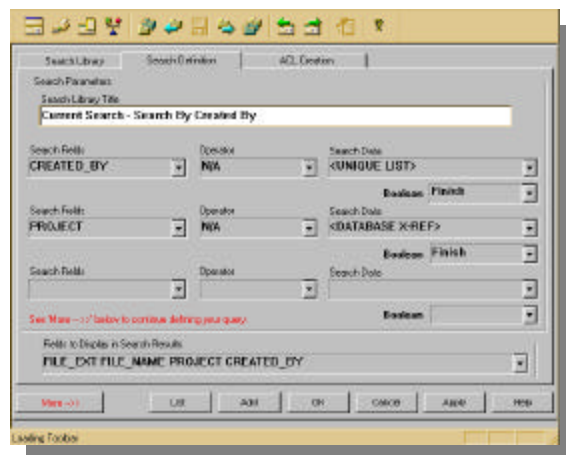 Search Library Search Definition ACL Creation
Search Parameters
Search Library Title
Current Search - Search By Created By
Search Fields Operator Search Data
CREATED_BY N/A <UNIQUE LIST>
Boolean Finish
Search Fields Operator Search Data
PROJECT N/A <DATABASE X-REF>
Boolean Finish
Search Fields Operator Search Data
See 'More -->>' below to continue defining your query. Boolean
Fields to Display in Search Results
FILE_EXT FILE_NAME PROJECT CREATED_BY
More -->> List Add OK Cancel Apply Help
Loading Toolbar